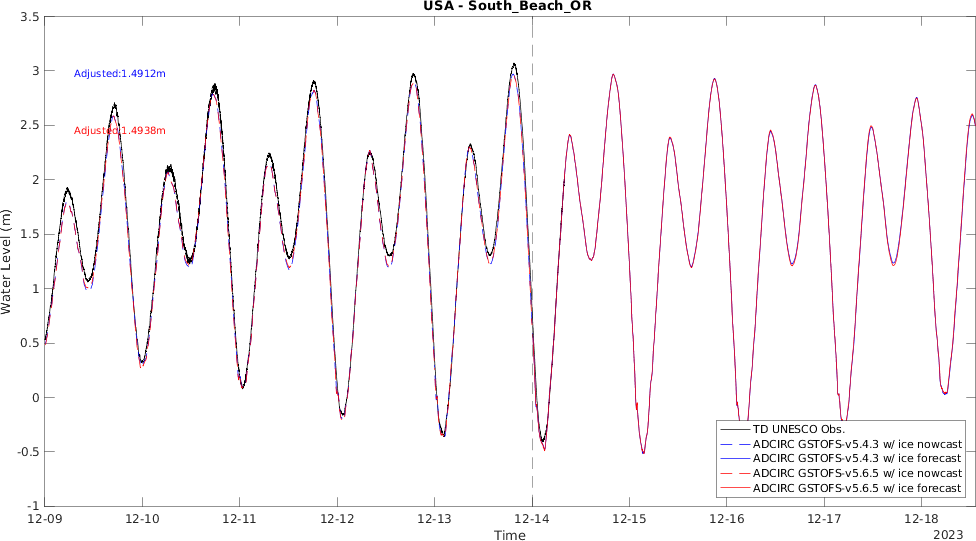 USA - South_Beach_OR
3.5
3
2.5
2
1.5
1
0.5
0
-0.5
-1
Water Level (m)
Adjusted:1.4912m
Adjusted:1.4938m
TD UNESCO Obs.
ADCIRC GSTOFS-v5.4.3 w/ ice nowcast
ADCIRC GSTOFS-v5.4.3 w/ ice forecast
ADCIRC GSTOFS-v5.6.5 w/ ice nowcast
ADCIRC GSTOFS-v5.6.5 w/ ice forecast
12-09 12-10 12-11 12-12 12-13 12-14 12-15 12-16 12-17 12-18
Time
2023